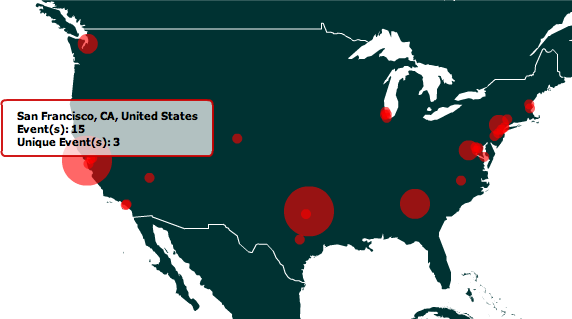 San Francisco, CA, United States
Event(s): 15
Unique Event(s): 3